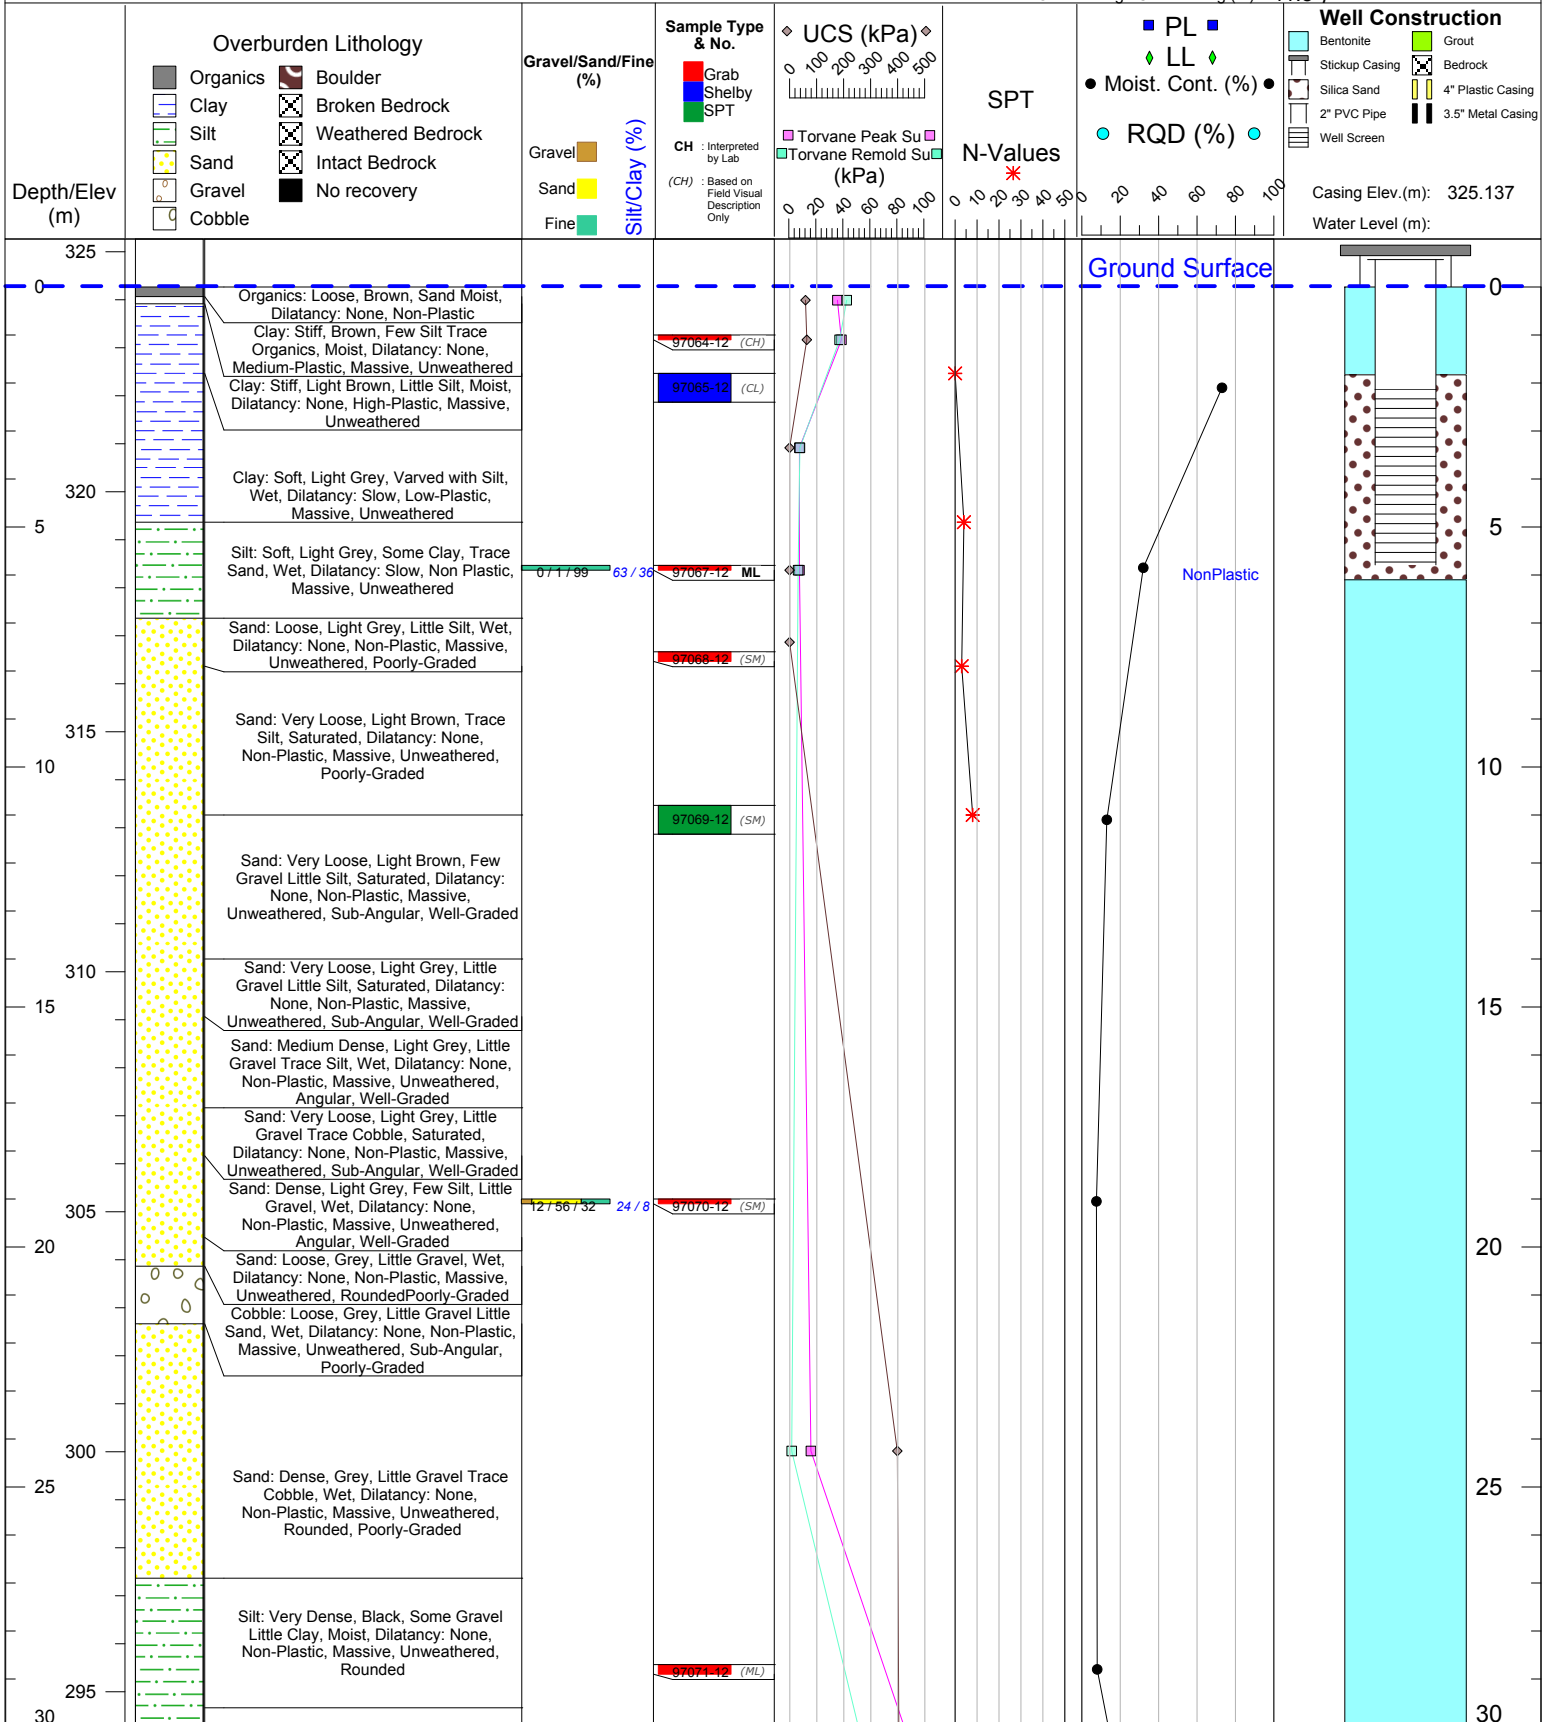 Overburden Lithology
Organics
Boulder
Clay
Broken Bedrock
Silt
Weathered Bedrock
Sand
Intact Bedrock
Gravel
No recovery
Cobble
Depth/Elev
(m)
Gravel/Sand/Fine
(%)
Gravel
Sand
Fine
Silt/Clay (%)
Sample Type
& No.
Grab
Shelby
SPT
CH : Interpreted
by Lab
(CH) : Based on
Field Visual
Description
Only
UCS (kPa)
0 100 200 300 400 500
Torvane Peak Su
Torvane Remold Su
(kPa)
0 20 40 60 80 100
SPT
N-Values
0 10 20 30 40 50
PL
LL
Moist. Cont. (%)
RQD (%)
0 20 40 60 80 100
Well Construction
Bentonite
Grout
Stickup Casing
Bedrock
Silica Sand
4" Plastic Casing
2" PVC Pipe
3.5" Metal Casing
Well Screen
Casing Elev.(m): 325.137
Water Level (m):
325
Ground Surface
0
0
Organics: Loose, Brown, Sand Moist,
Dilatancy: None, Non-Plastic
Clay: Stiff, Brown, Few Silt Trace
Organics, Moist, Dilatancy: None,
Medium-Plastic, Massive, Unweathered
97064-12 (CH)
Clay: Stiff, Light Brown, Little Silt, Moist,
Dilatancy: None, High-Plastic, Massive,
Unweathered
97065-12 (CL)
Clay: Soft, Light Grey, Varved with Silt,
Wet, Dilatancy: Slow, Low-Plastic,
Massive, Unweathered
320
5
5
Silt: Soft, Light Grey, Some Clay, Trace
Sand, Wet, Dilatancy: Slow, Non Plastic,
Massive, Unweathered
0 / 1 / 99
63 / 36
97067-12 ML
NonPlastic
Sand: Loose, Light Grey, Little Silt, Wet,
Dilatancy: None, Non-Plastic, Massive,
Unweathered, Poorly-Graded
97068-12 (SM)
315
Sand: Very Loose, Light Brown, Trace
Silt, Saturated, Dilatancy: None,
Non-Plastic, Massive, Unweathered,
Poorly-Graded
10
10
97069-12 (SM)
Sand: Very Loose, Light Brown, Few
Gravel Little Silt, Saturated, Dilatancy:
None, Non-Plastic, Massive,
Unweathered, Sub-Angular, Well-Graded
310
Sand: Very Loose, Light Grey, Little
Gravel Little Silt, Saturated, Dilatancy:
None, Non-Plastic, Massive,
Unweathered, Sub-Angular, Well-Graded
15
15
Sand: Medium Dense, Light Grey, Little
Gravel Trace Silt, Wet, Dilatancy: None,
Non-Plastic, Massive, Unweathered,
Angular, Well-Graded
Sand: Very Loose, Light Grey, Little
Gravel Trace Cobble, Saturated,
Dilatancy: None, Non-Plastic, Massive,
Unweathered, Sub-Angular, Well-Graded
305
Sand: Dense, Light Grey, Few Silt, Little
Gravel, Wet, Dilatancy: None,
Non-Plastic, Massive, Unweathered,
Angular, Well-Graded
12 / 56 / 32
24 / 8
97070-12 (SM)
20
20
Sand: Loose, Grey, Little Gravel, Wet,
Dilatancy: None, Non-Plastic, Massive,
Unweathered, RoundedPoorly-Graded
Cobble: Loose, Grey, Little Gravel Little
Sand, Wet, Dilatancy: None, Non-Plastic,
Massive, Unweathered, Sub-Angular,
Poorly-Graded
300
25
25
Sand: Dense, Grey, Little Gravel Trace
Cobble, Wet, Dilatancy: None,
Non-Plastic, Massive, Unweathered,
Rounded, Poorly-Graded
Silt: Very Dense, Black, Some Gravel
Little Clay, Moist, Dilatancy: None,
Non-Plastic, Massive, Unweathered,
Rounded
97071-12 (ML)
295
30
30